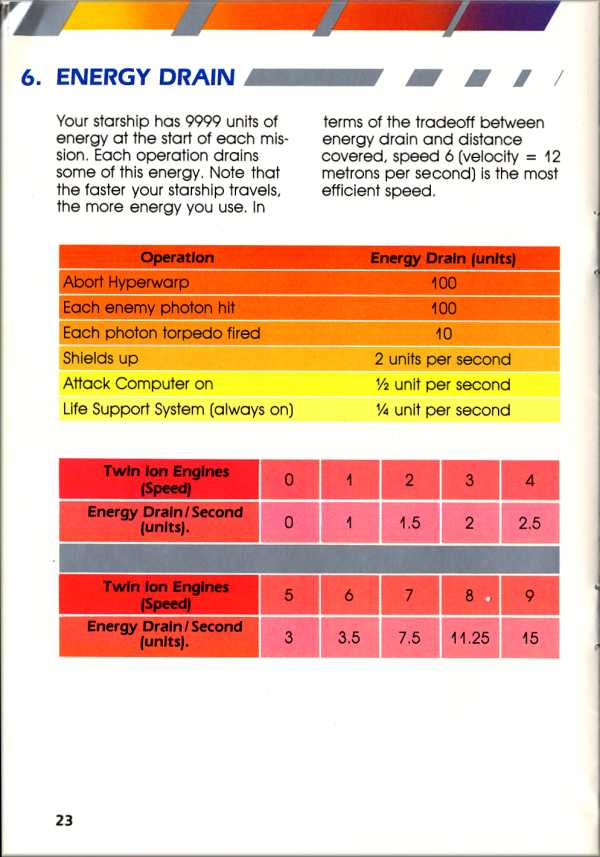 6. ENERGY DRAIN
Your starship has 9999 units of
energy at the start of each mis-
sion. Each operation drains
some of this energy. Note that
the faster your starship travels,
the more energy you use. In
terms of the tradeoff between
energy drain and distance
covered, speed 6 (velocity = 12
metrons per second) is the most
efficient speed.
Operation Energy Drain (units)
Abort Hyperwarp 100
Each enemy photon hit 100
Each photon torpedo fired 10
Shields up 2 units per second
Attack Computer on ½ unit per second
Life Support System (always on) ¼ unit per second
Twin Ion Engines
(Speed) 0 1 2 3 4
Energy Drain/Second
(units). 0 1 1.5 2 2.5
Twin Ion Engines
(Speed) 5 6 7 8 9
Energy Drain/Second
(units). 3 3.5 7.5 11.25 15
23